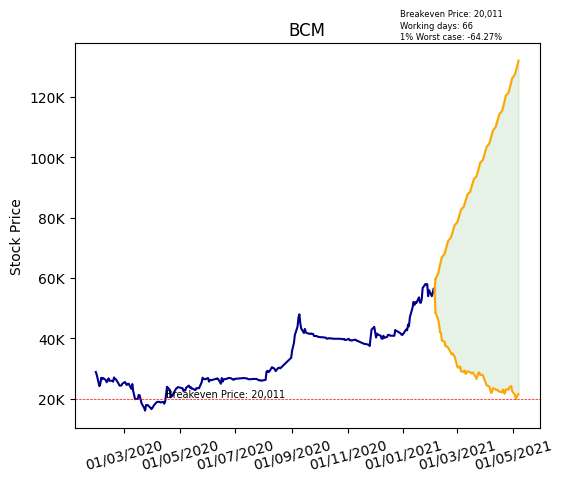 Breakeven Price: 20,011
Working days: 66
1% Worst case: -64.27%
BCM
Stock Price
120K
100K
80K
60K
40K
20K
Breakeven Price: 20,011
01/03/2020
01/05/2020
01/07/2020
01/09/2020
01/11/2020
01/01/2021
01/03/2021
01/05/2021